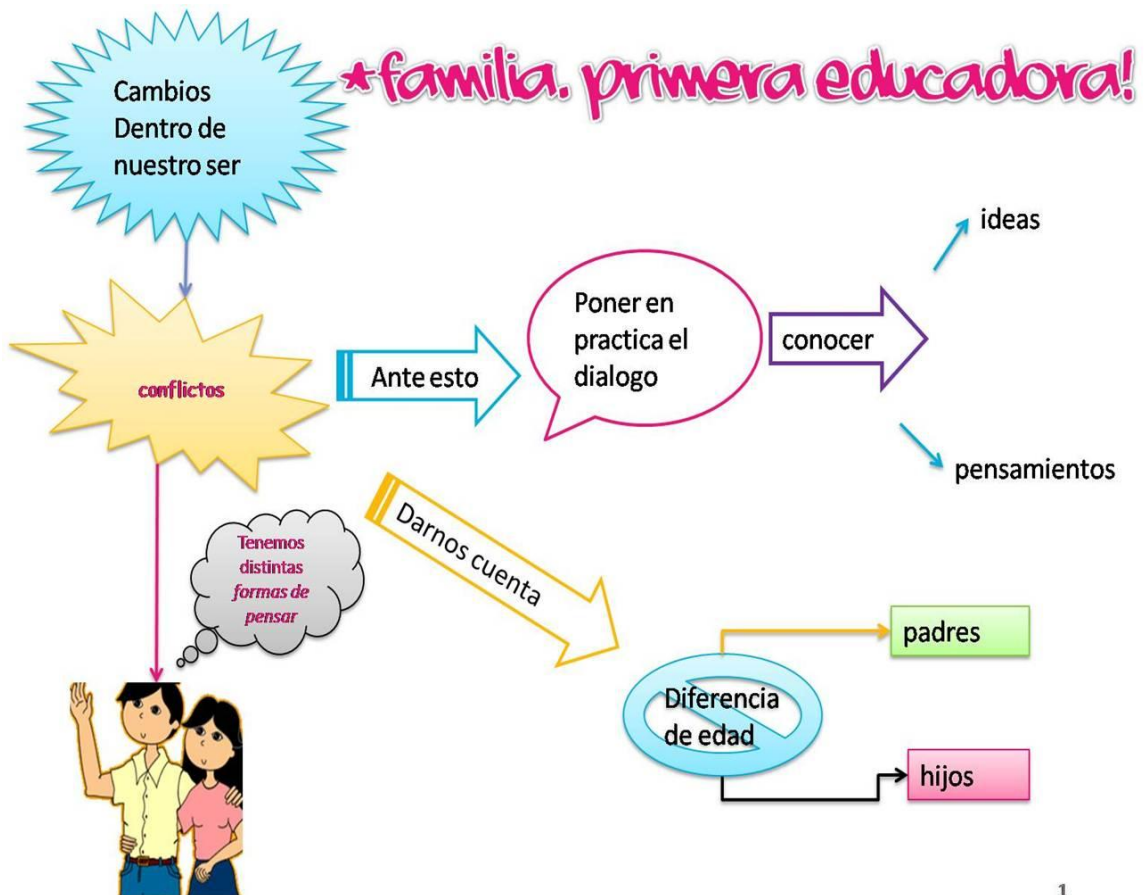 *familia. primera educadora!
Cambios
Dentro de
nuestro ser
conflictos
Ante esto
Poner en
practica el
dialogo
conocer
ideas
pensamientos
Tenemos
distintas
formas de
pensar
Darnos cuenta
Diferencia
de edad
padres
hijos
1